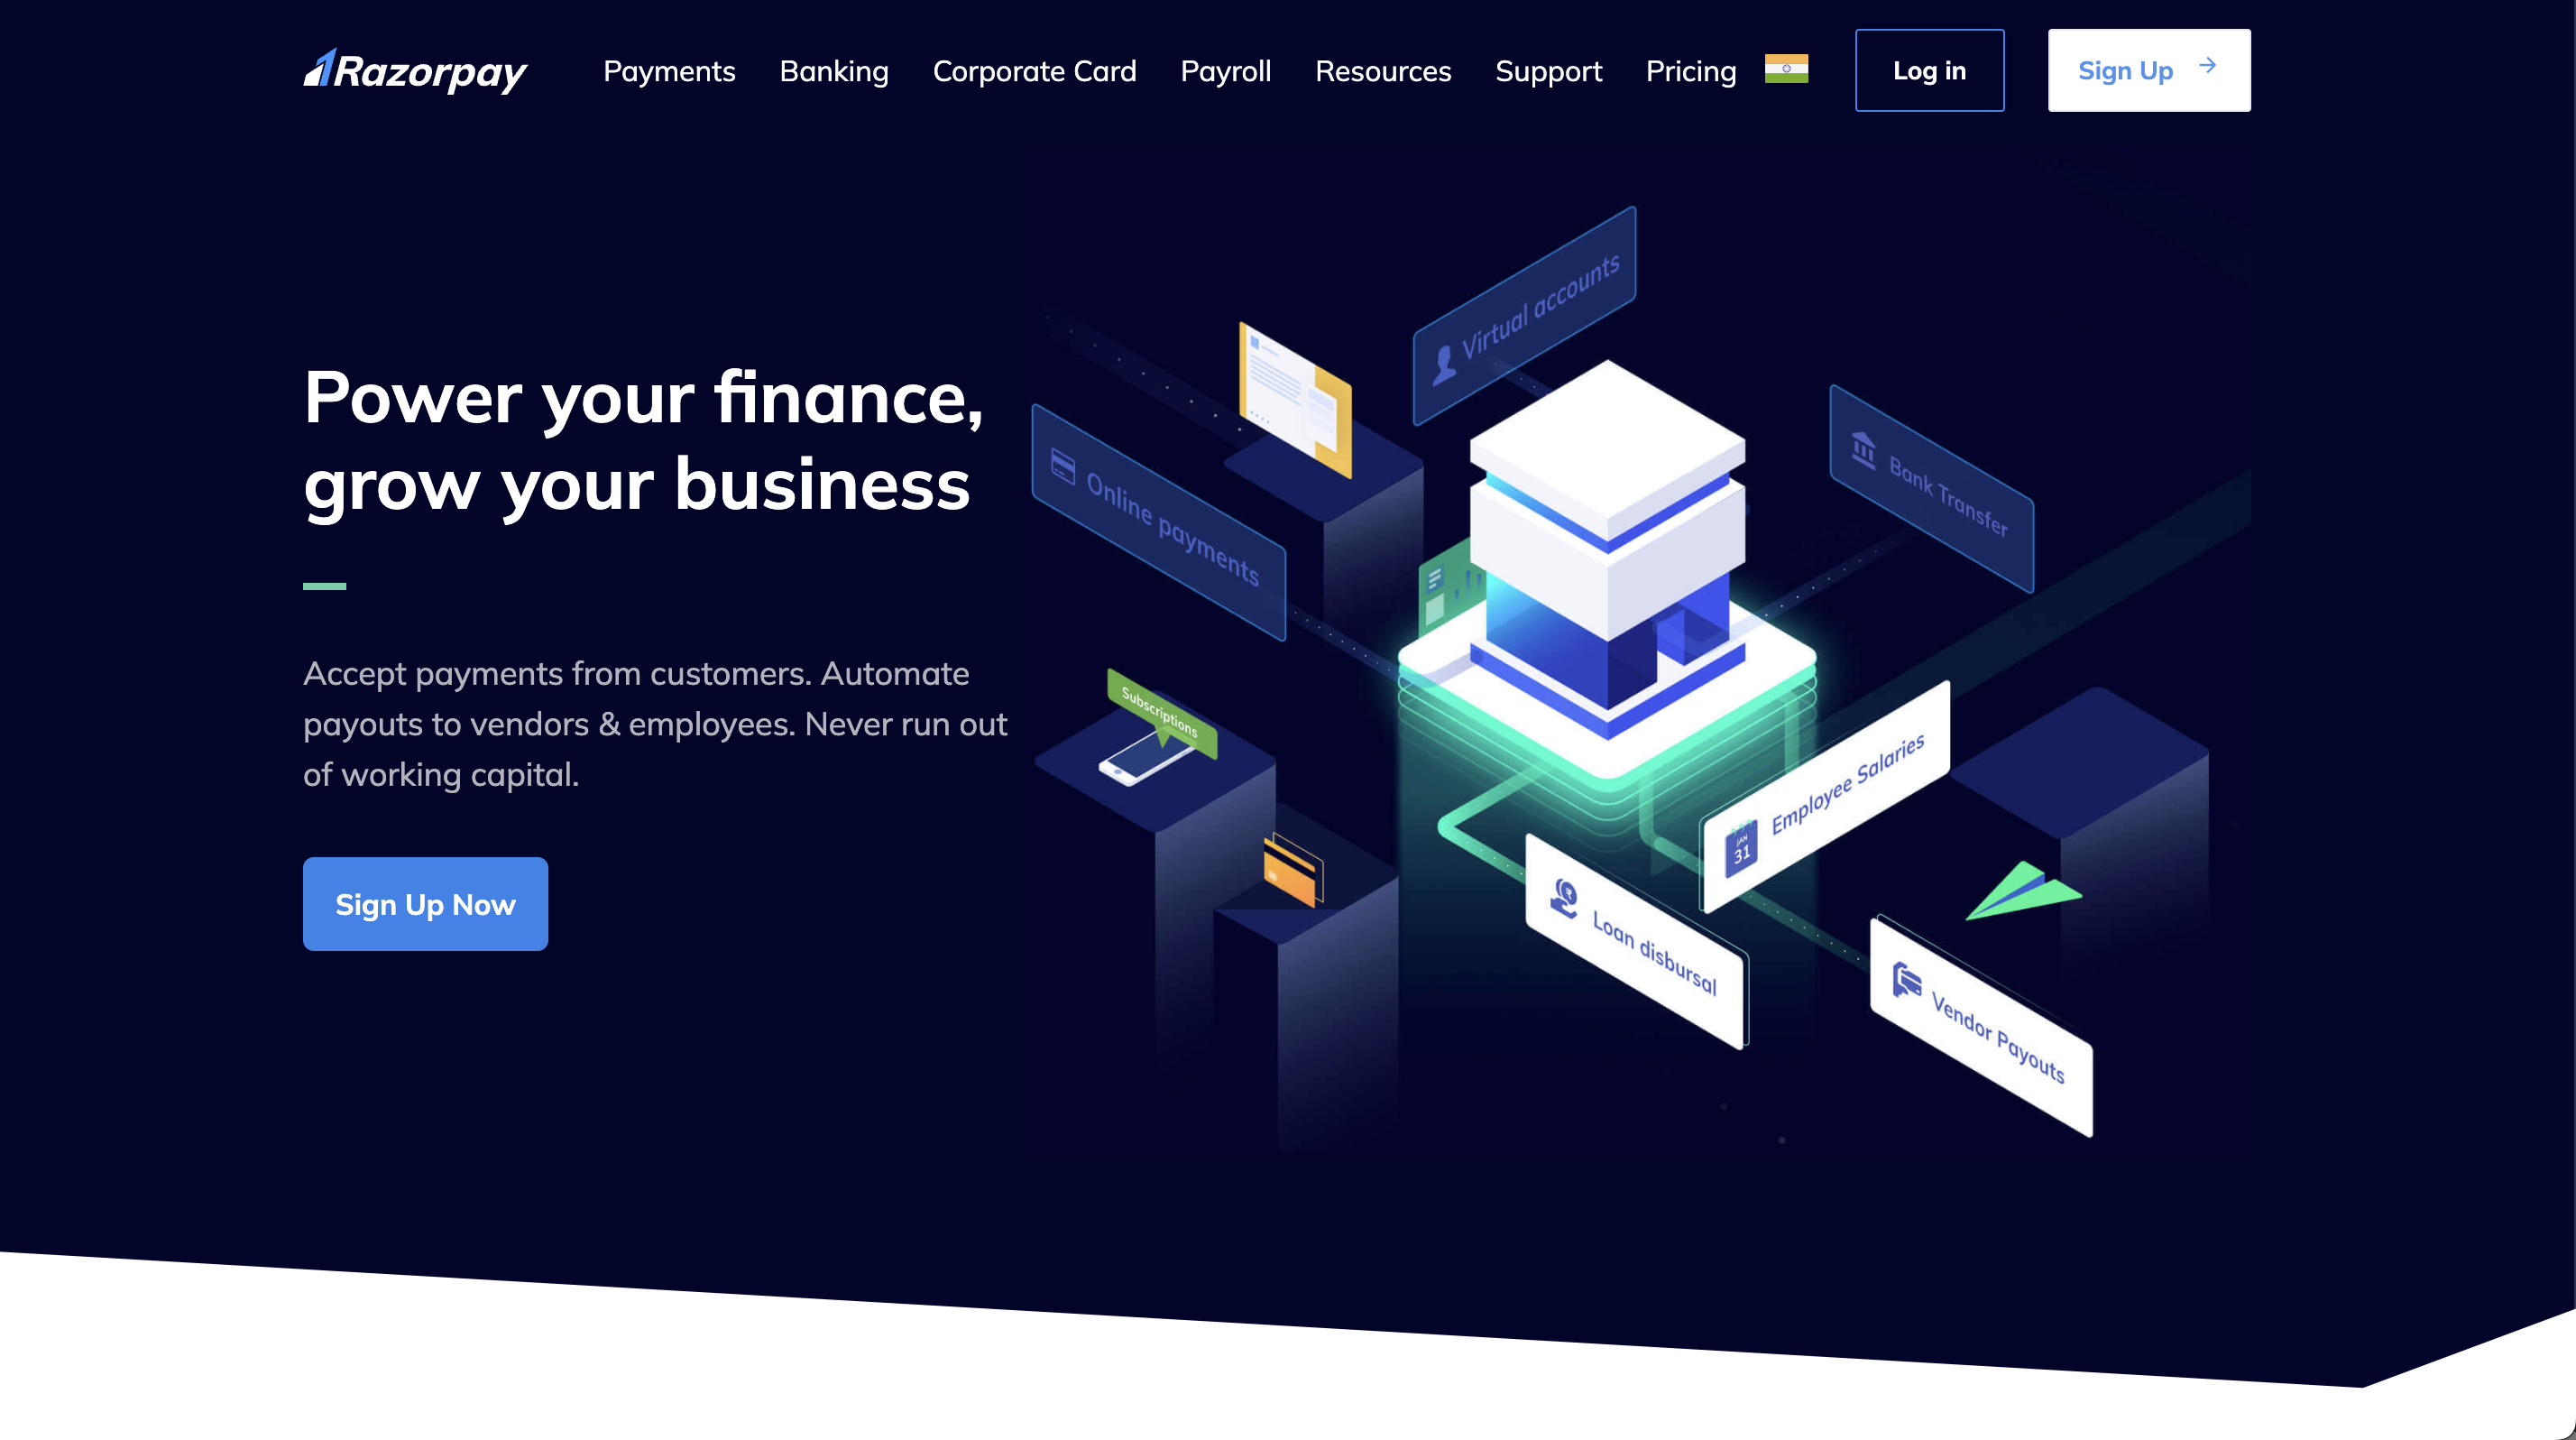 Razorpay
Payments
Banking
Corporate Card
Payroll
Resources
Support
Pricing
Log in
Sign Up
Power your finance,
grow your business
Accept payments from customers. Automate
payouts to vendors & employees. Never run out
of working capital.
Sign Up Now
Virtual accounts
Online payments
Bank Transfer
Subscriptions
Employee Salaries
JAN
31
Loan disbursal
Vendor Payouts